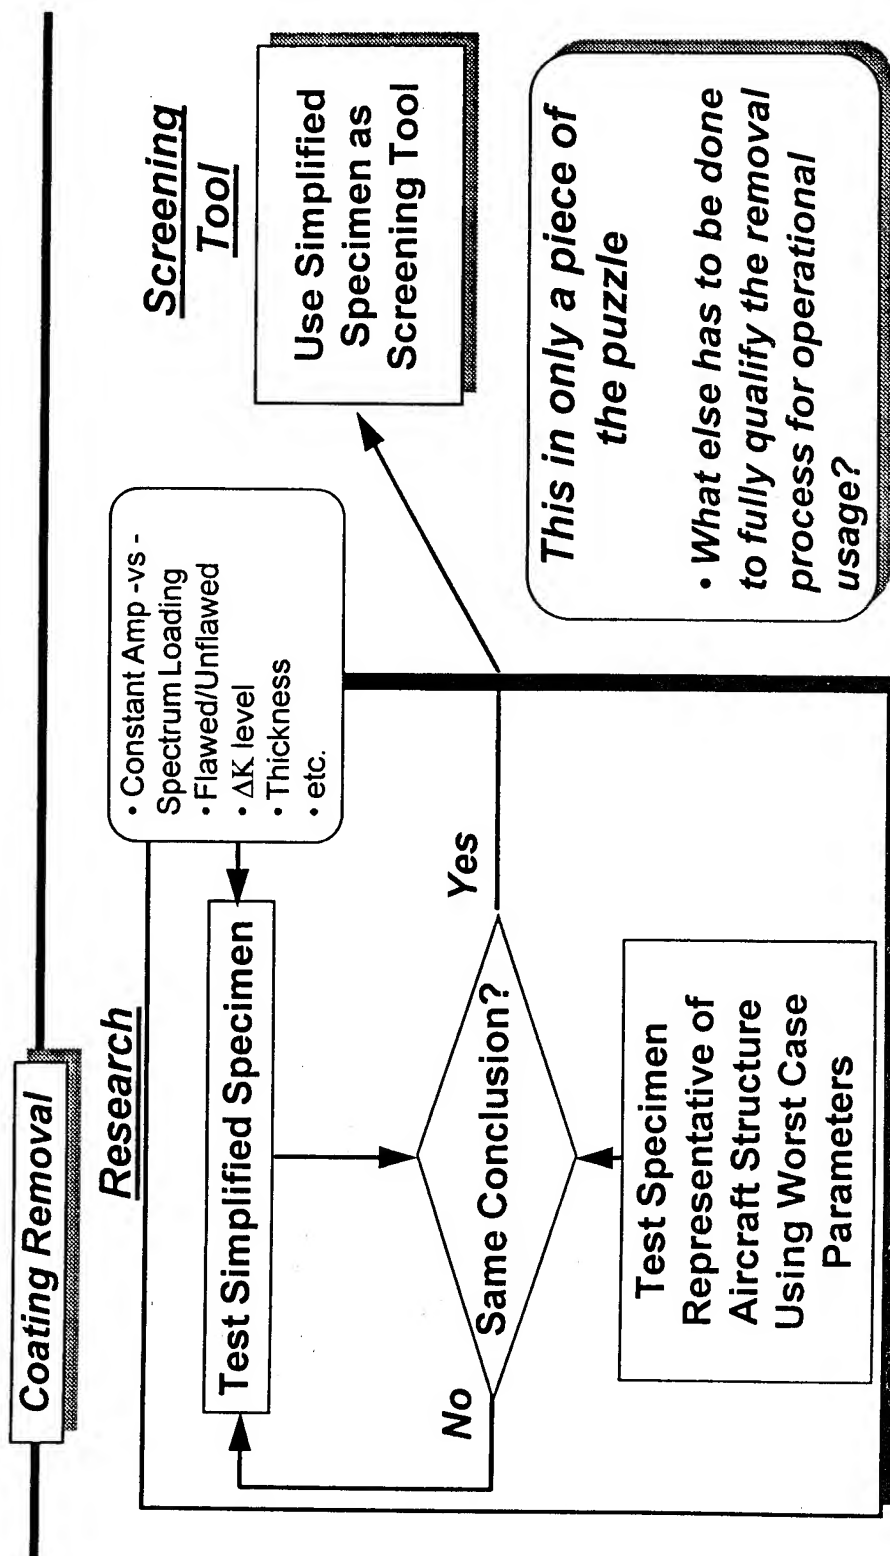 Coating Removal
Research
Test Simplified Specimen
• Constant Amp -vs -
Spectrum Loading
• Flawed/Unflawed
• ΔK level
• Thickness
• etc.
Same Conclusion?
No
Yes
Test Specimen
Representative of
Aircraft Structure
Using Worst Case
Parameters
Screening
Tool
Use Simplified
Specimen as
Screening Tool
This in only a piece of
the puzzle
• What else has to be done
to fully qualify the removal
process for operational
usage?